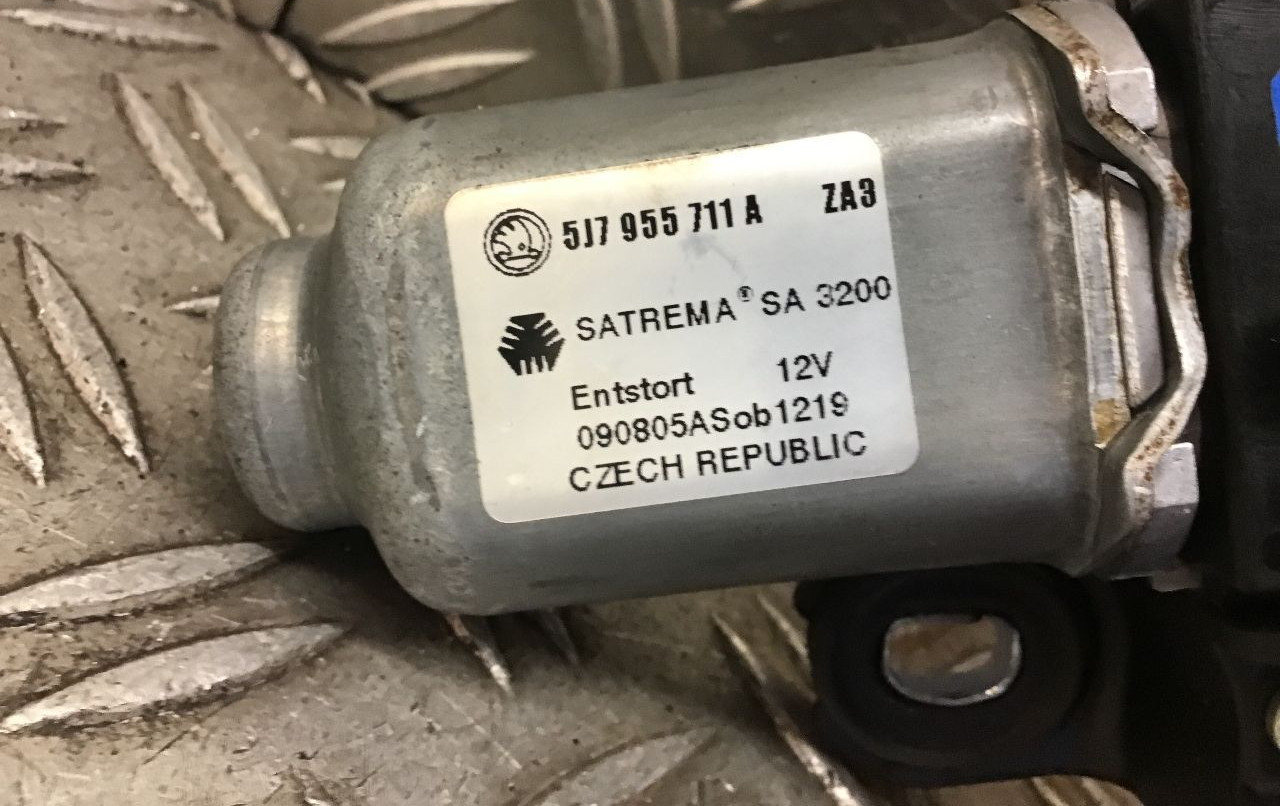 5J7 955 711 A ZA3
SATREMA® SA 3200
Entstort 12V
090805ASob1219
CZECH REPUBLIC